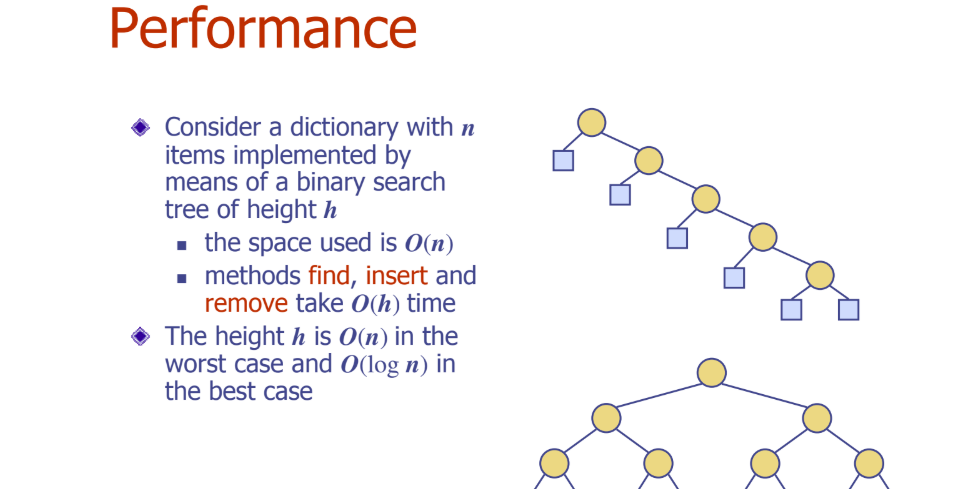 Performance
Consider a dictionary with n
items implemented by
means of a binary search
tree of height h
the space used is O(n)
methods find, insert and
remove take O(h) time
The height h is O(n) in the
worst case and O(log n) in
the best case